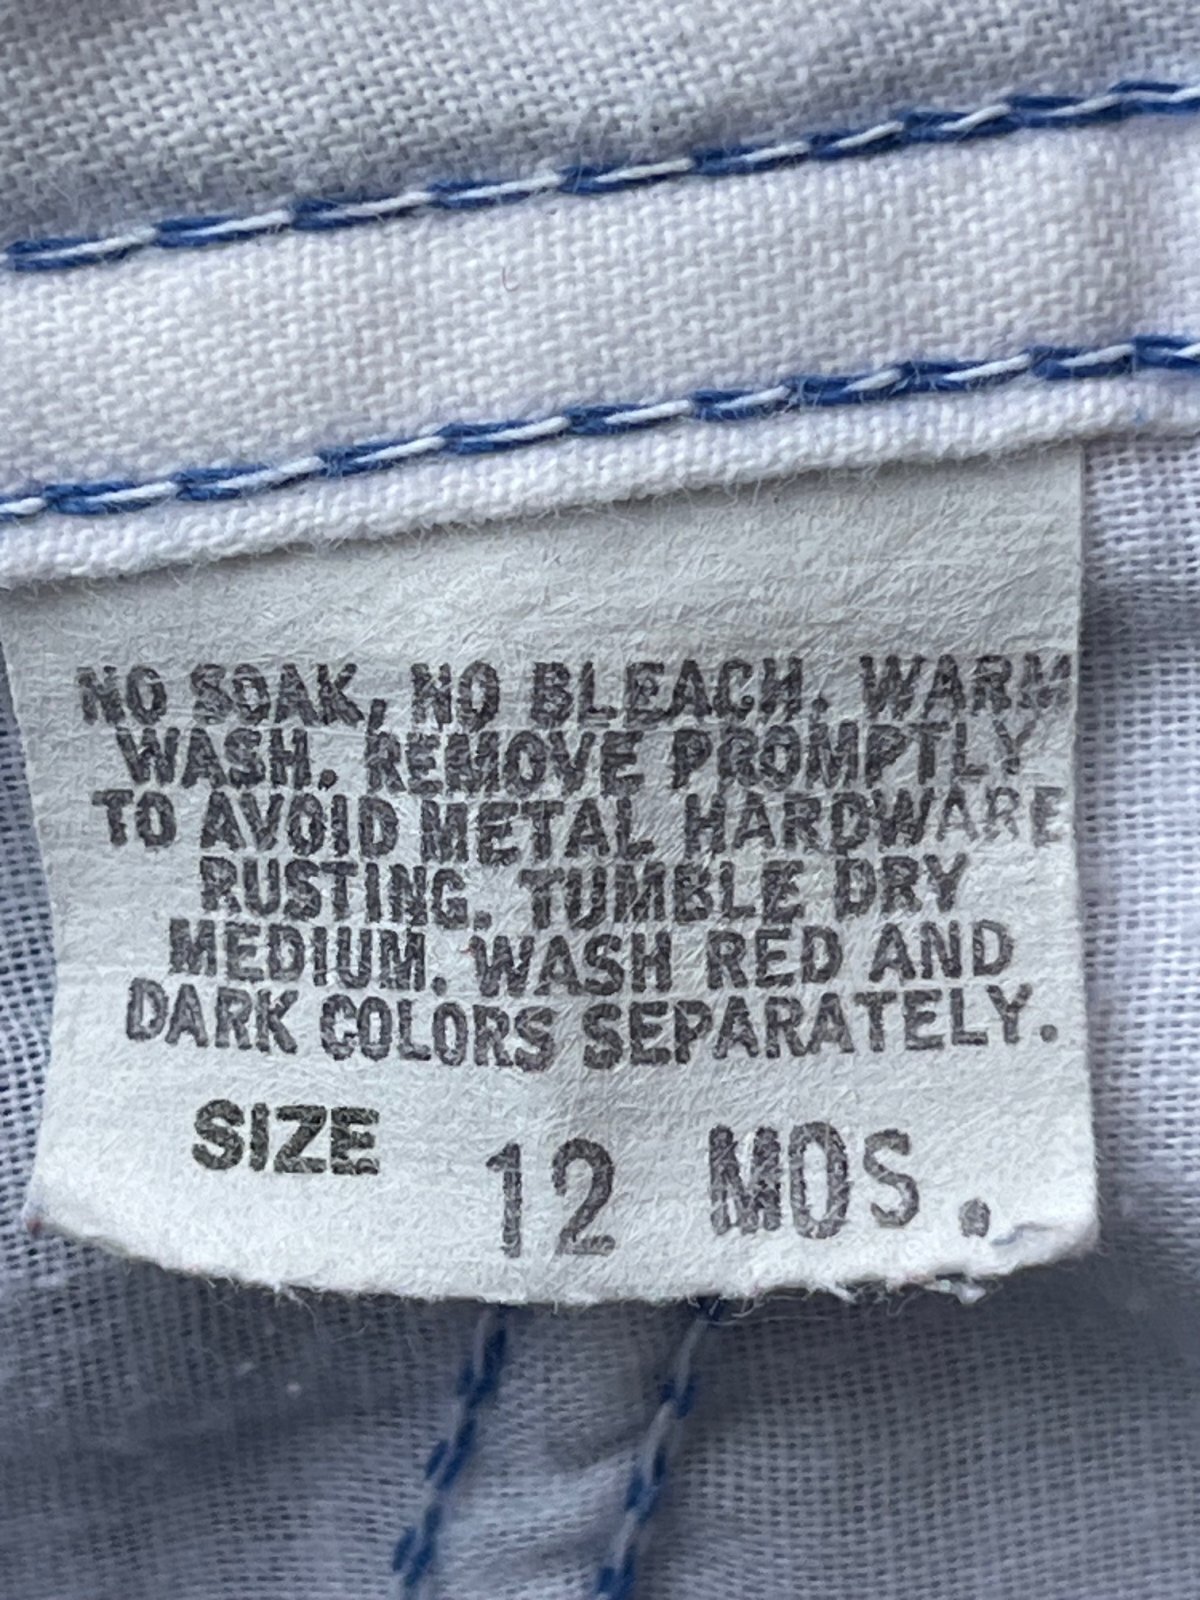 NO SOAK, NO BLEACH. WARM
WASH. REMOVE PROMPTLY
TO AVOID METAL HARDWARE
RUSTING. TUMBLE DRY
MEDIUM. WASH RED AND
DARK COLORS SEPARATELY.
SIZE 12 MOS.